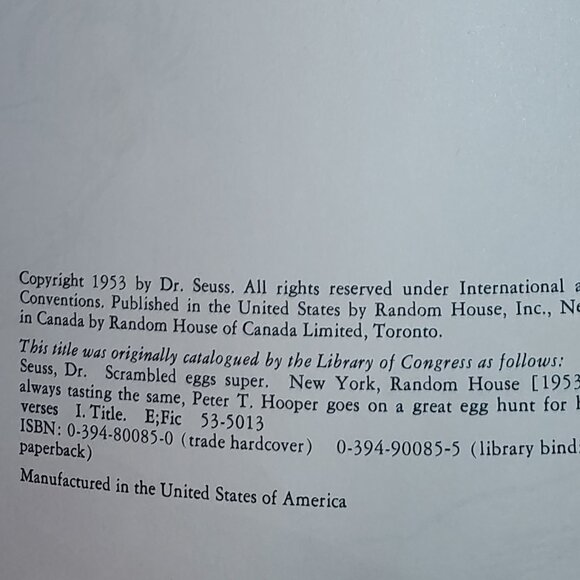 Copyright 1953 by Dr. Seuss. All rights reserved under International a
Conventions. Published in the United States by Random House, Inc., Ne
in Canada by Random House of Canada Limited, Toronto.
This title was originally catalogued by the Library of Congress as follows:
Seuss, Dr. Scrambled eggs super. New York, Random House [1953
always tasting the same, Peter T. Hooper goes on a great egg hunt for h
verses I. Title. E;Fic 53-5013
ISBN: 0-394-80085-0 (trade hardcover) 0-394-90085-5 (library bind
paperback)
Manufactured in the United States of America